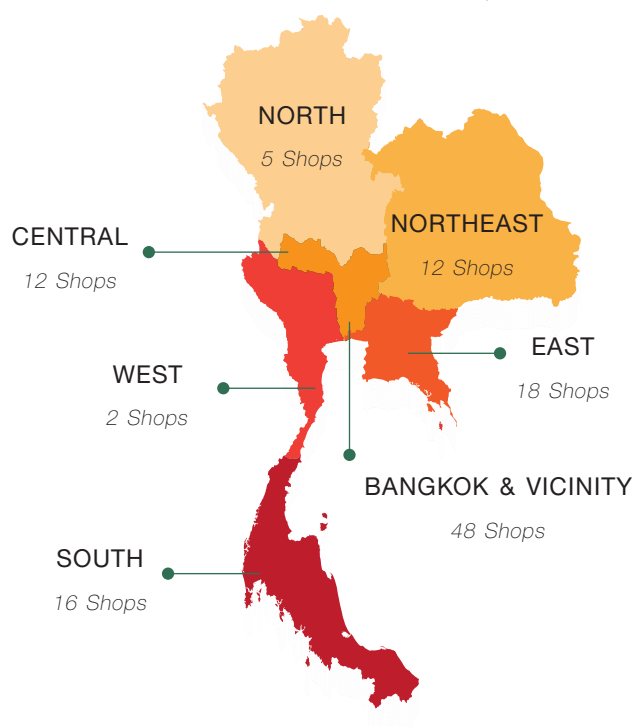 NORTH
5 Shops
NORTHEAST
12 Shops
CENTRAL
12 Shops
EAST
18 Shops
WEST
2 Shops
BANGKOK & VICINITY
48 Shops
SOUTH
16 Shops